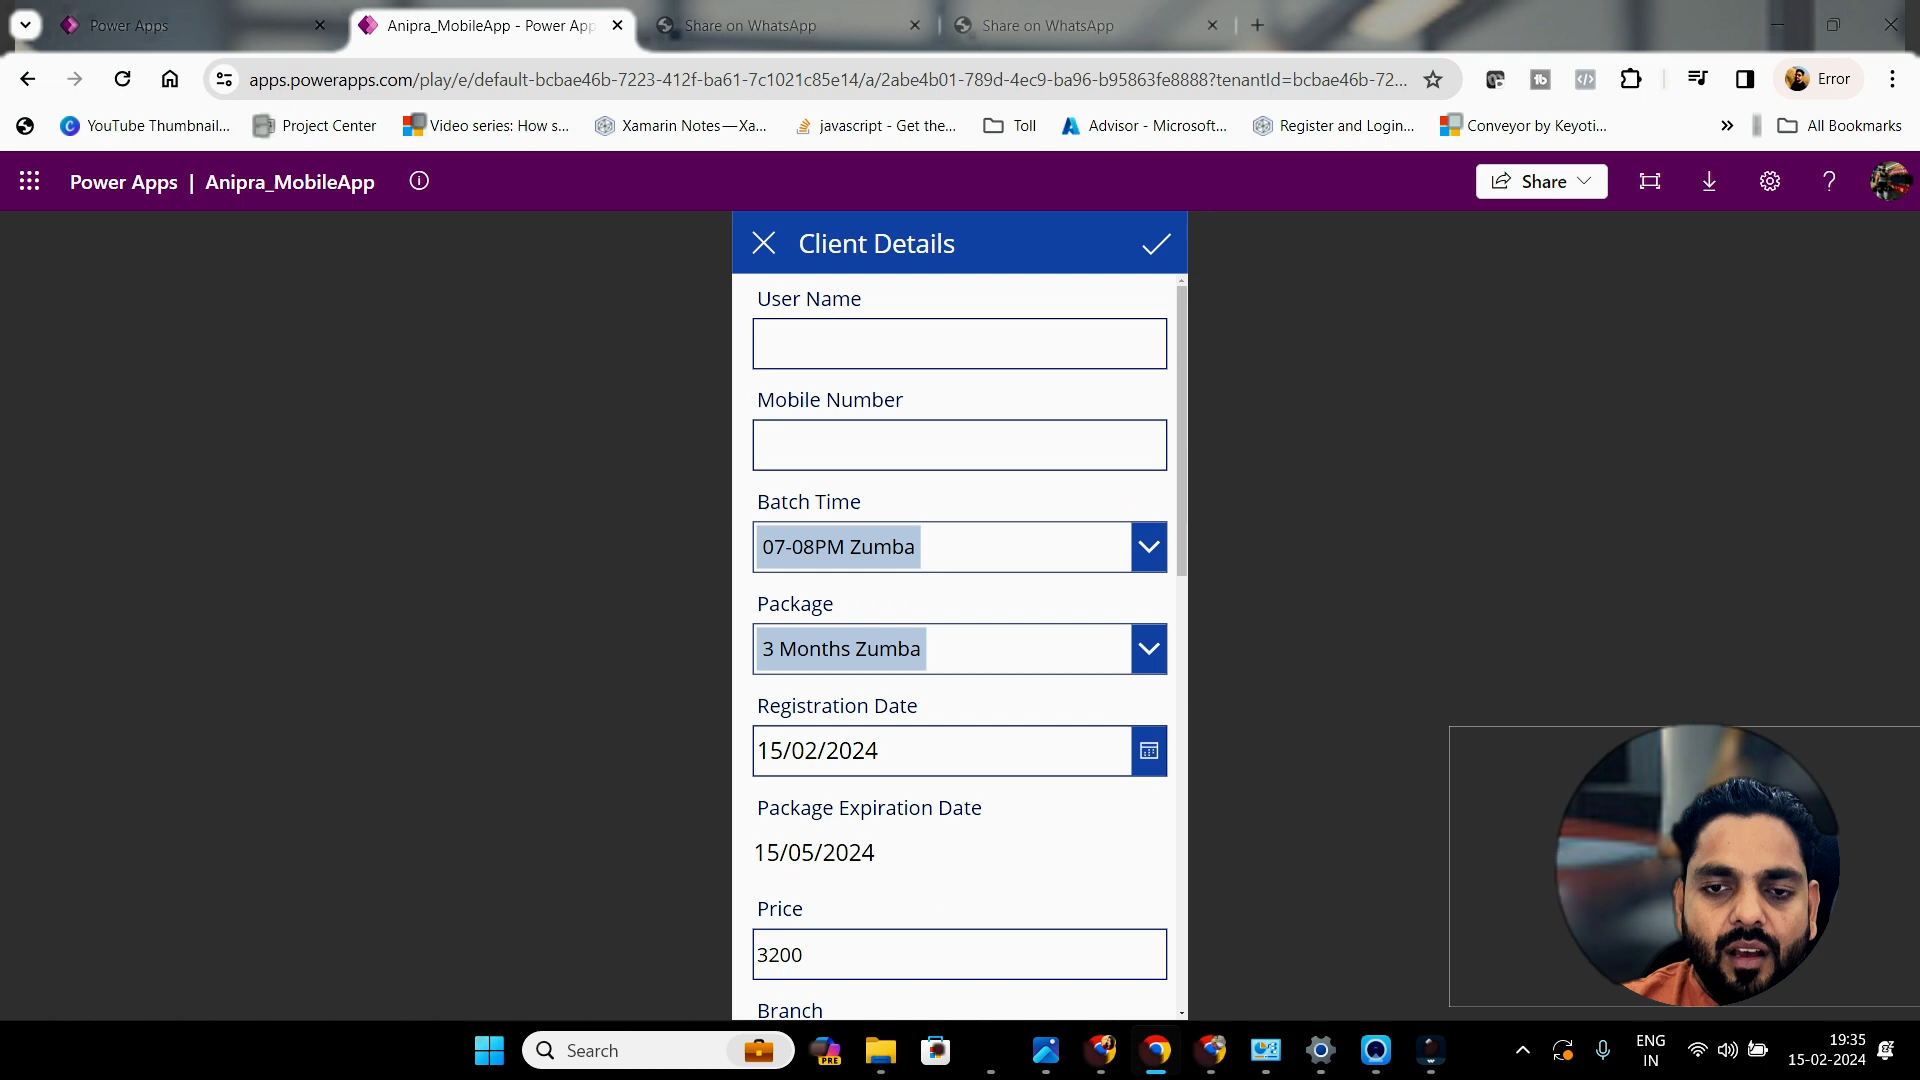 Power Apps
Anipra_MobileApp - Power App
Share on WhatsApp
Share on WhatsApp
apps.powerapps.com/play/e/default-bcbae46b-7223-412f-ba61-7c1021c85e14/a/2abe4b01-789d-4ec9-ba96-b95863fe8888?tenantId=bcbae46b-72...
Error
YouTube Thumbnail...
Project Center
Video series: How s...
Xamarin Notes—Xa...
javascript - Get the...
Toll
Advisor - Microsoft...
Register and Login...
Conveyor by Keyoti...
All Bookmarks
Power Apps | Anipra_MobileApp
Share
Client Details
User Name
Mobile Number
Batch Time
07-08PM Zumba
Package
3 Months Zumba
Registration Date
15/02/2024
Package Expiration Date
15/05/2024
Price
3200
Branch
Search
PRE
ENG
IN
19:35
15-02-2024